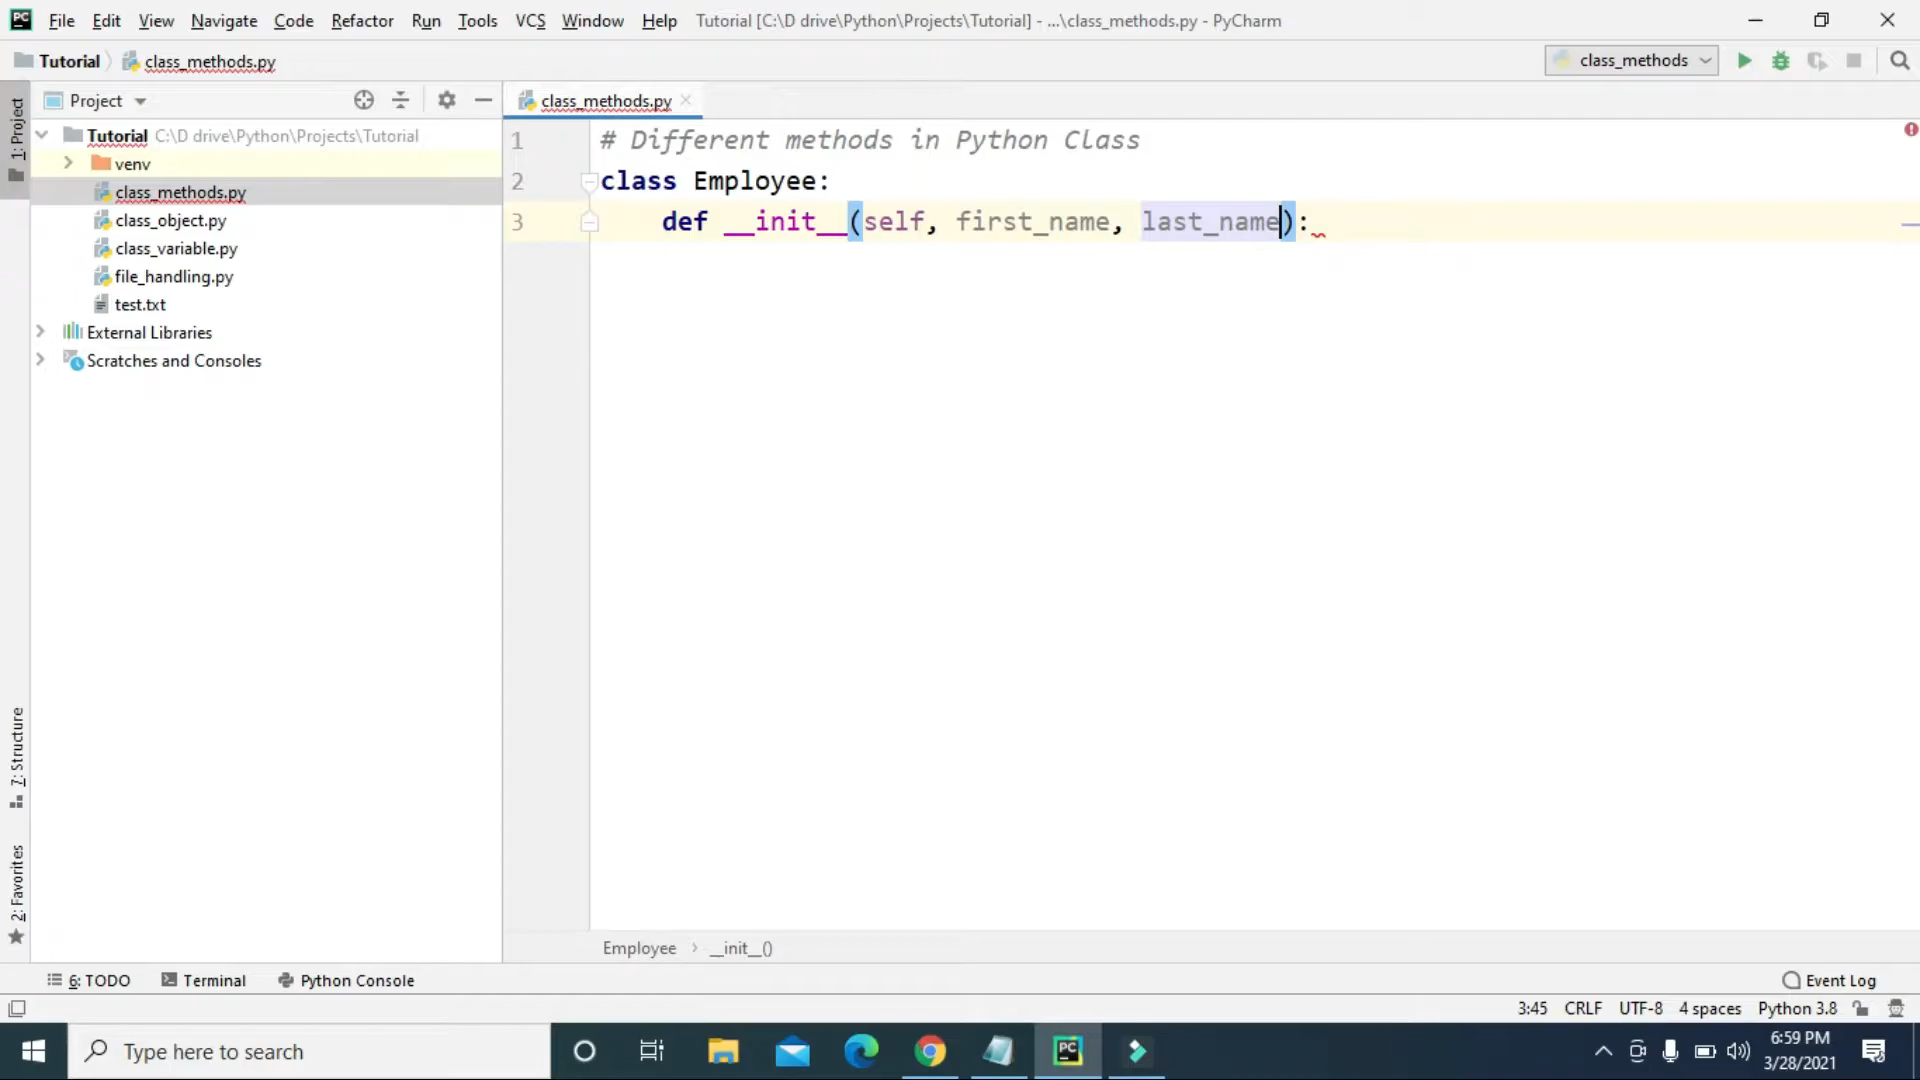 PC File Edit View Navigate Code Refactor Run Tools VCS Window Help Tutorial [C:\D drive\Python\Projects\Tutorial] - ...\class_methods.py - PyCharm
Tutorial class_methods.py class_methods
Project class_methods.py
1: Project
Tutorial C:\D drive\Python\Projects\Tutorial
venv
class_methods.py
class_object.py
class_variable.py
file_handling.py
test.txt
External Libraries
Scratches and Consoles
1 # Different methods in Python Class
2 class Employee:
3 def __init__(self, first_name, last_name):
7: Structure
2: Favorites
Employee › __init__()
6: TODO Terminal Python Console Event Log
3:45 CRLF UTF-8 4 spaces Python 3.8
Type here to search
PC
6:59 PM
3/28/2021